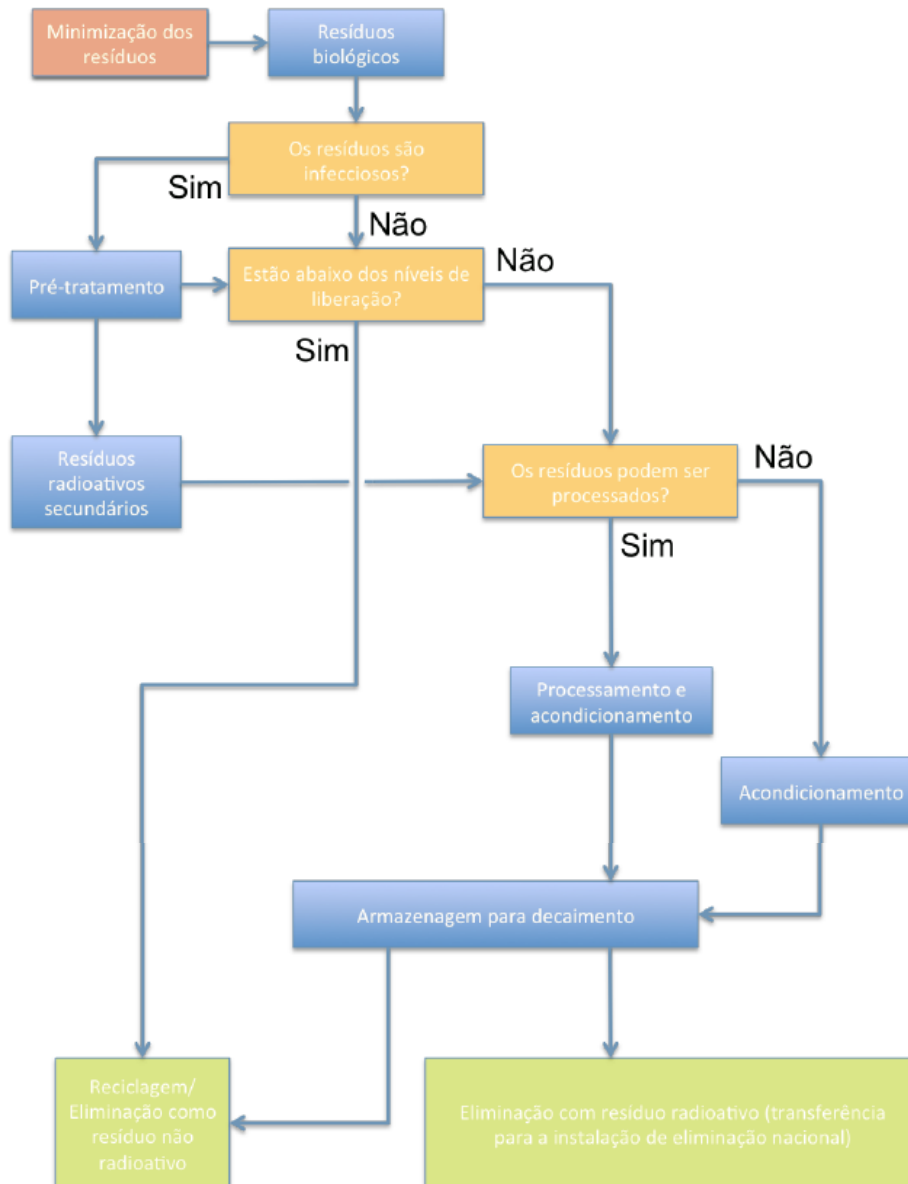 Minimização dos
resíduos
Resíduos
biológicos
Os resíduos são
infecciosos?
Sim
Não
Pré-tratamento
Estão abaixo dos níveis de
liberação?
Não
Sim
Resíduos
radioativos
secundários
Os resíduos podem ser
processados?
Não
Sim
Processamento e
acondicionamento
Acondicionamento
Armazenagem para decaimento
Reciclagem/
Eliminação como
resíduo não
radioativo
Eliminação com resíduo radioativo (transferência
para a instalação de eliminação nacional)